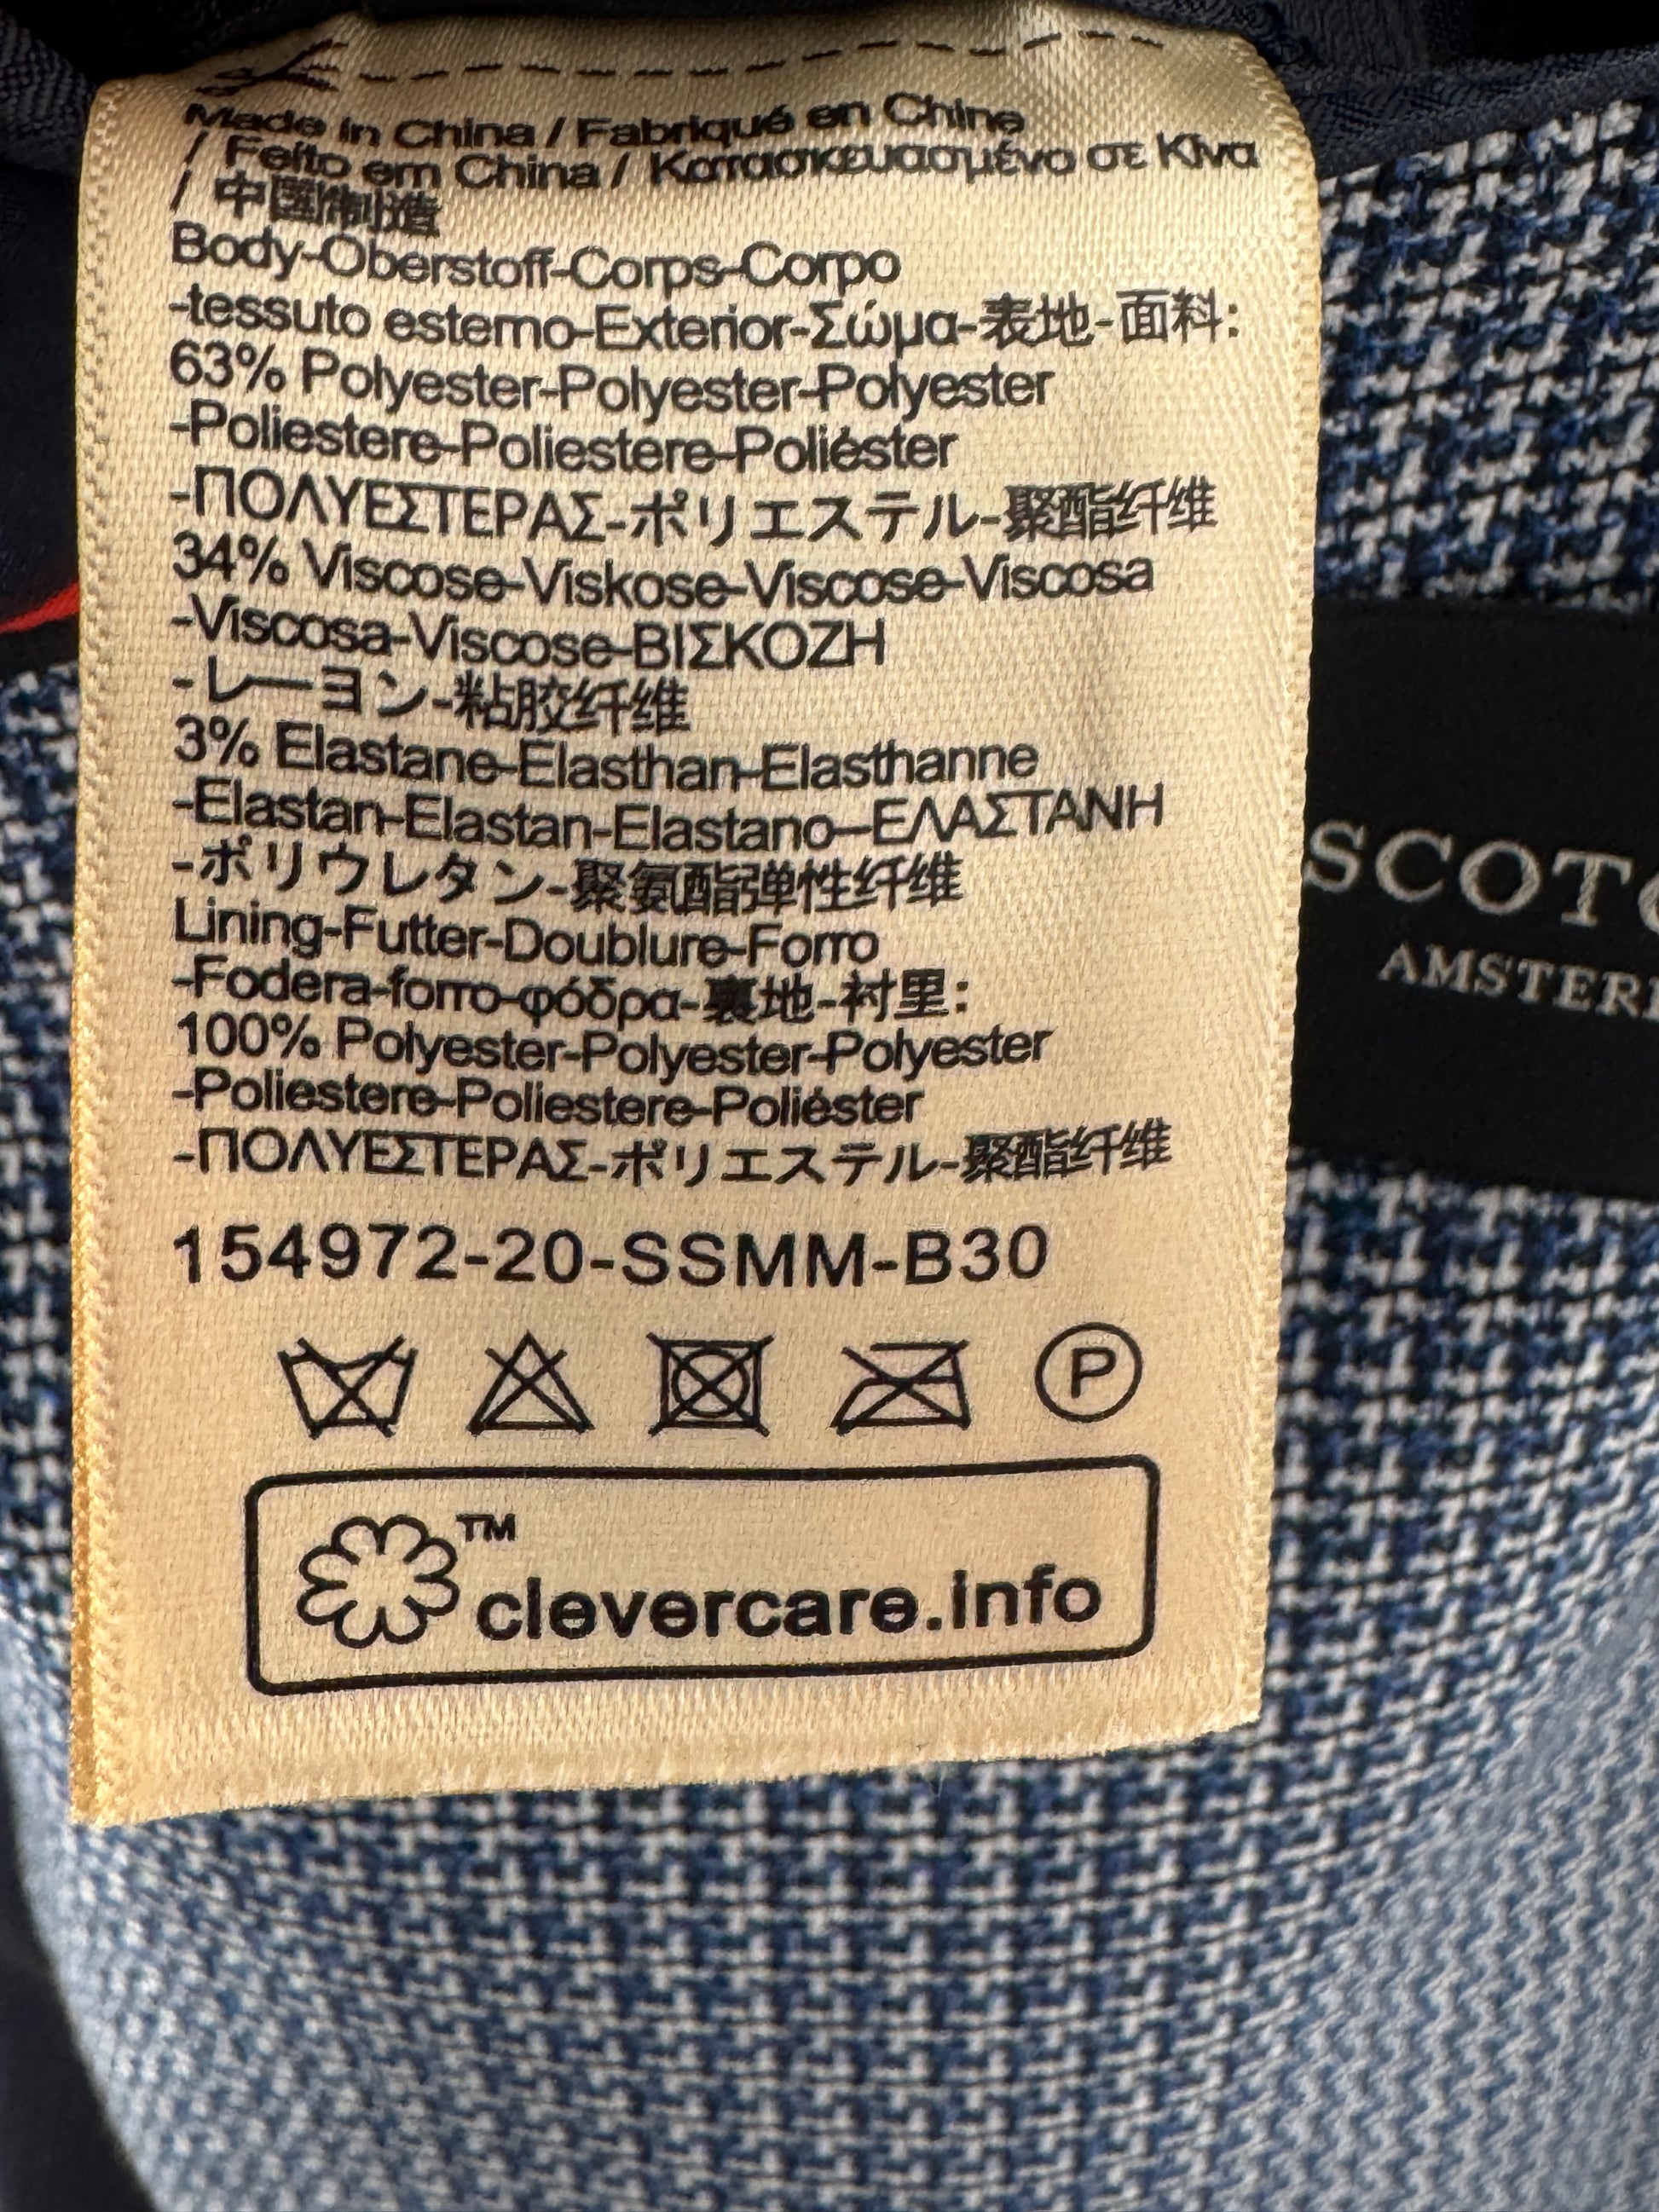 Made in China / Fabriqué en Chine
/ Feito em China / Κατασκευασμένο σε Κίνα
/ 中國制造
Body-Oberstoff-Corps-Corpo
-tessuto esterno-Exterior-Σώμα-表地-面料:
63% Polyester-Polyester-Polyester
-Poliestere-Poliestere-Poliéster
-ΠΟΛΥΕΣΤΕΡΑΣ-ポリエステル-聚酯纤维
34% Viscose-Viskose-Viscose-Viscosa
-Viscosa-Viscose-ΒΙΣΚΟΖΗ
-レーヨン-粘胶纤维
3% Elastane-Elasthan-Elasthanne
-Elastan-Elastan-Elastano-ΕΛΑΣΤΑΝΗ
-ポリウレタン-聚氨酯弹性纤维
Lining-Futter-Doublure-Forro
-Fodera-forro-φόδρα-裏地-衬里:
100% Polyester-Polyester-Polyester
-Poliestere-Poliestere-Poliéster
-ΠΟΛΥΕΣΤΕΡΑΣ-ポリエステル-聚酯纤维
154972-20-SSMM-B30
P
™
clevercare.info
SCOT
AMSTER